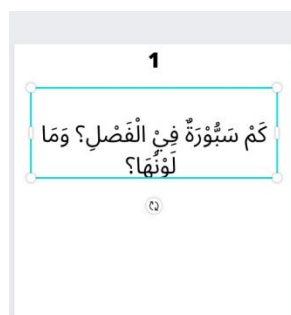 1
كَمْ سَبُّوْرَةٌ فِيْ الْفَصْلِ؟ وَمَا
لَوْنُهَا؟